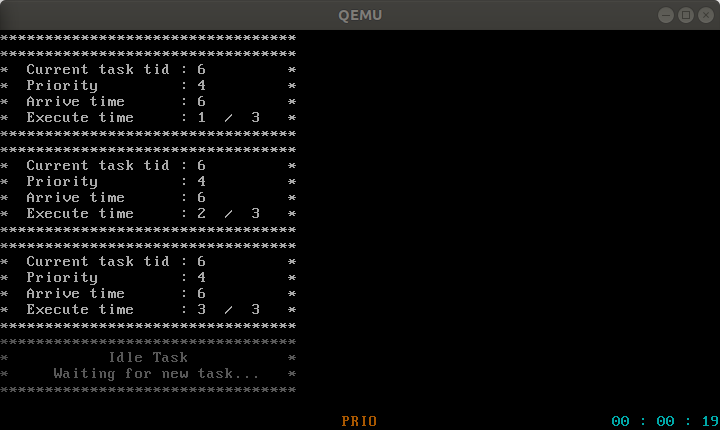 QEMU
*********************************
*********************************
*  Current task tid : 6         *
*  Priority         : 4         *
*  Arrive time      : 6         *
*  Execute time     : 1  /  3   *
*********************************
*********************************
*  Current task tid : 6         *
*  Priority         : 4         *
*  Arrive time      : 6         *
*  Execute time     : 2  /  3   *
*********************************
*********************************
*  Current task tid : 6         *
*  Priority         : 4         *
*  Arrive time      : 6         *
*  Execute time     : 3  /  3   *
*********************************
*********************************
*           Idle Task           *
*     Waiting for new task...   *
*********************************
PRIO 00 : 00 : 19